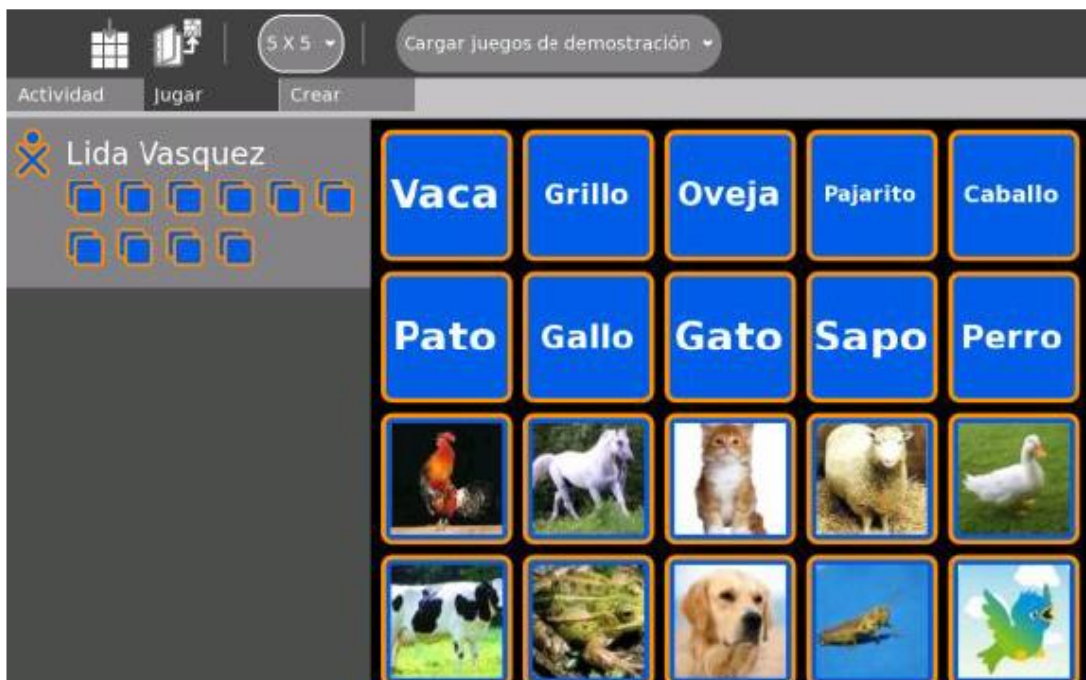 5 X 5
Cargar juegos de demostración
Actividad Jugar Crear
Lida Vasquez
Vaca Grillo Oveja Pajarito Caballo
Pato Gallo Gato Sapo Perro